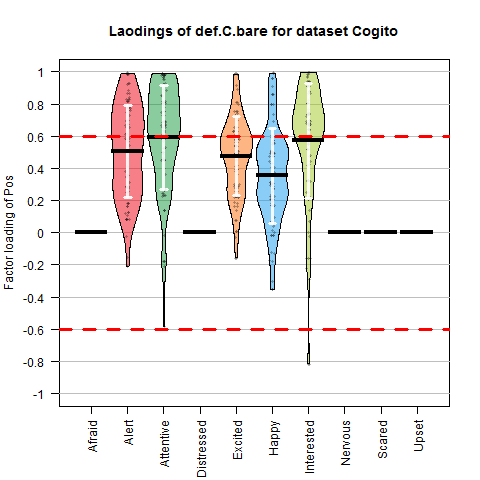 Laodings of def.C.bare for dataset Cogito
Factor loading of Pos
1
0.8
0.6
0.4
0.2
0
-0.2
-0.4
-0.6
-0.8
-1
Afraid
Alert
Attentive
Distressed
Excited
Happy
Interested
Nervous
Scared
Upset